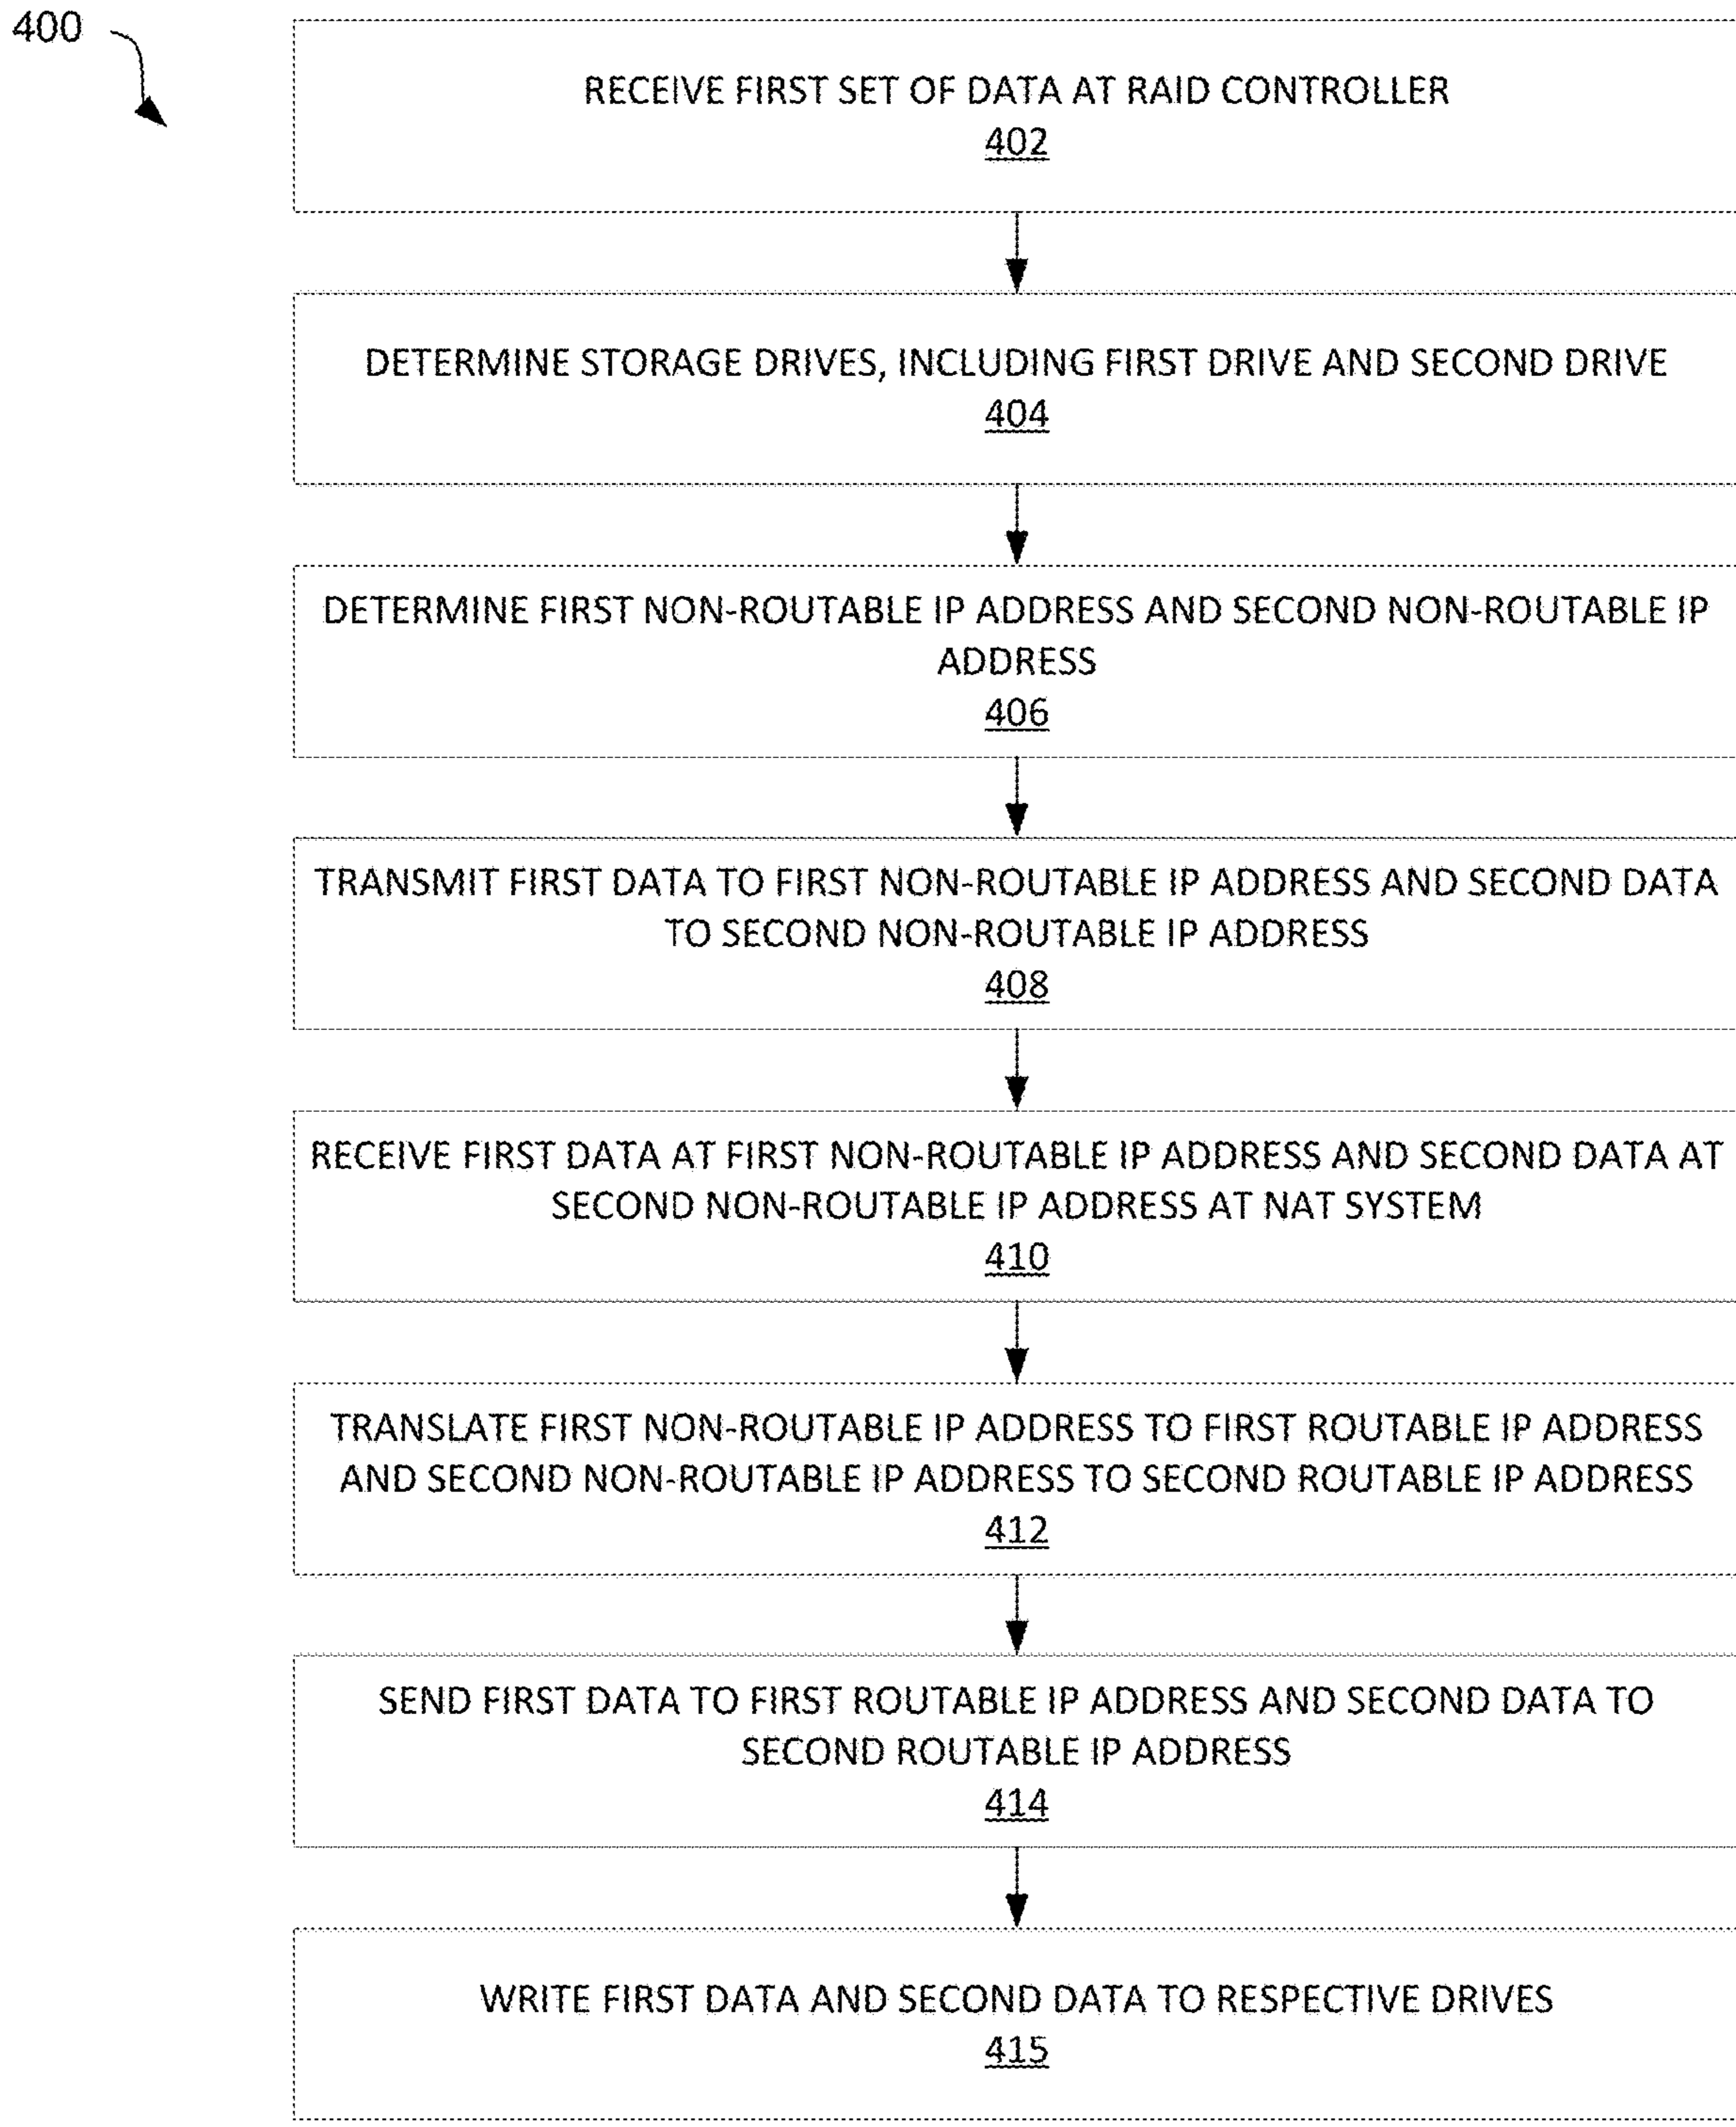 400
RECEIVE FIRST SET OF DATA AT RAID CONTROLLER
402
DETERMINE STORAGE DRIVES, INCLUDING FIRST DRIVE AND SECOND DRIVE
404
DETERMINE FIRST NON-ROUTABLE IP ADDRESS AND SECOND NON-ROUTABLE IP
ADDRESS
406
TRANSMIT FIRST DATA TO FIRST NON-ROUTABLE IP ADDRESS AND SECOND DATA
TO SECOND NON-ROUTABLE IP ADDRESS
408
RECEIVE FIRST DATA AT FIRST NON-ROUTABLE IP ADDRESS AND SECOND DATA AT
SECOND NON-ROUTABLE IP ADDRESS AT NAT SYSTEM
410
TRANSLATE FIRST NON-ROUTABLE IP ADDRESS TO FIRST ROUTABLE IP ADDRESS
AND SECOND NON-ROUTABLE IP ADDRESS TO SECOND ROUTABLE IP ADDRESS
412
SEND FIRST DATA TO FIRST ROUTABLE IP ADDRESS AND SECOND DATA TO
SECOND ROUTABLE IP ADDRESS
414
WRITE FIRST DATA AND SECOND DATA TO RESPECTIVE DRIVES
415